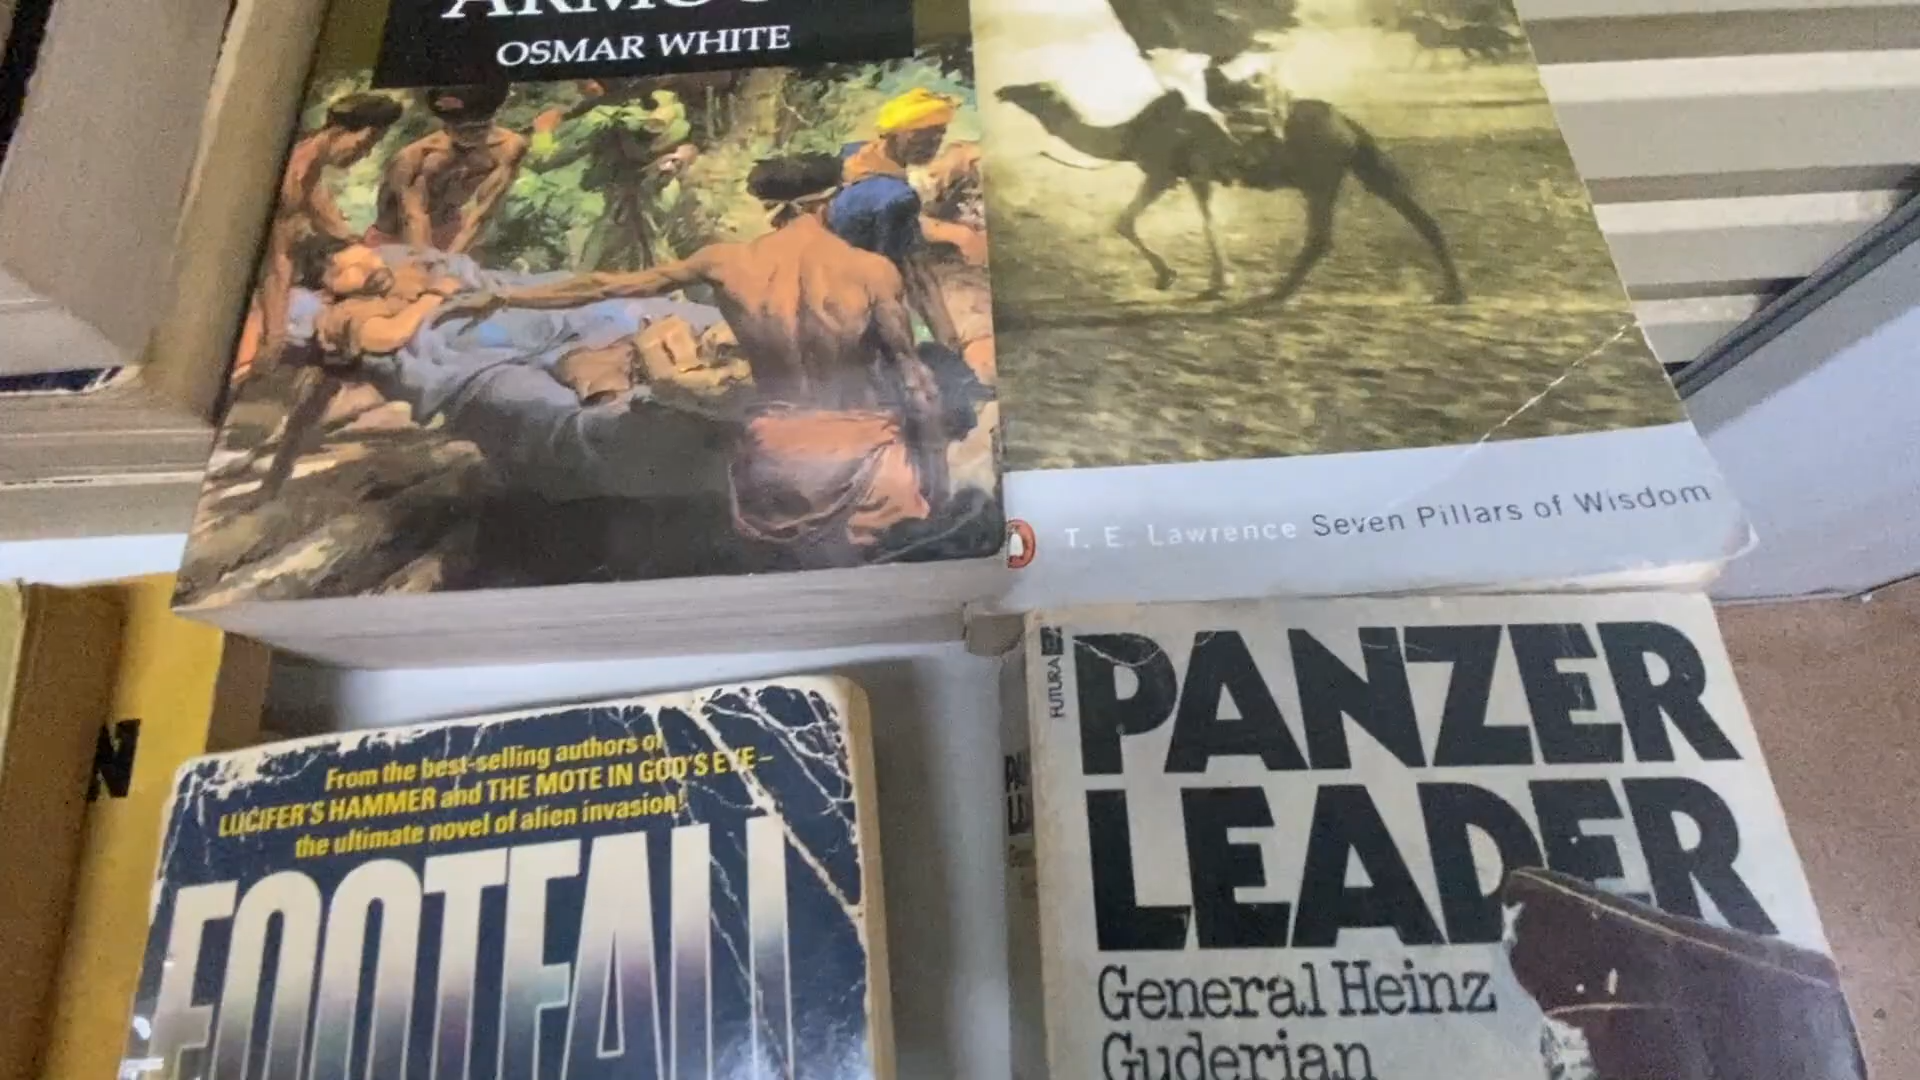 OSMAR WHITE
T. E. Lawrence Seven Pillars of Wisdom
N
From the best-selling authors of
LUCIFER'S HAMMER and THE MOTE IN GOD'S EYE–
the ultimate novel of alien invasion!
FOOTFALL
FUTURA
PANZER
LEADER
General Heinz
Guderian